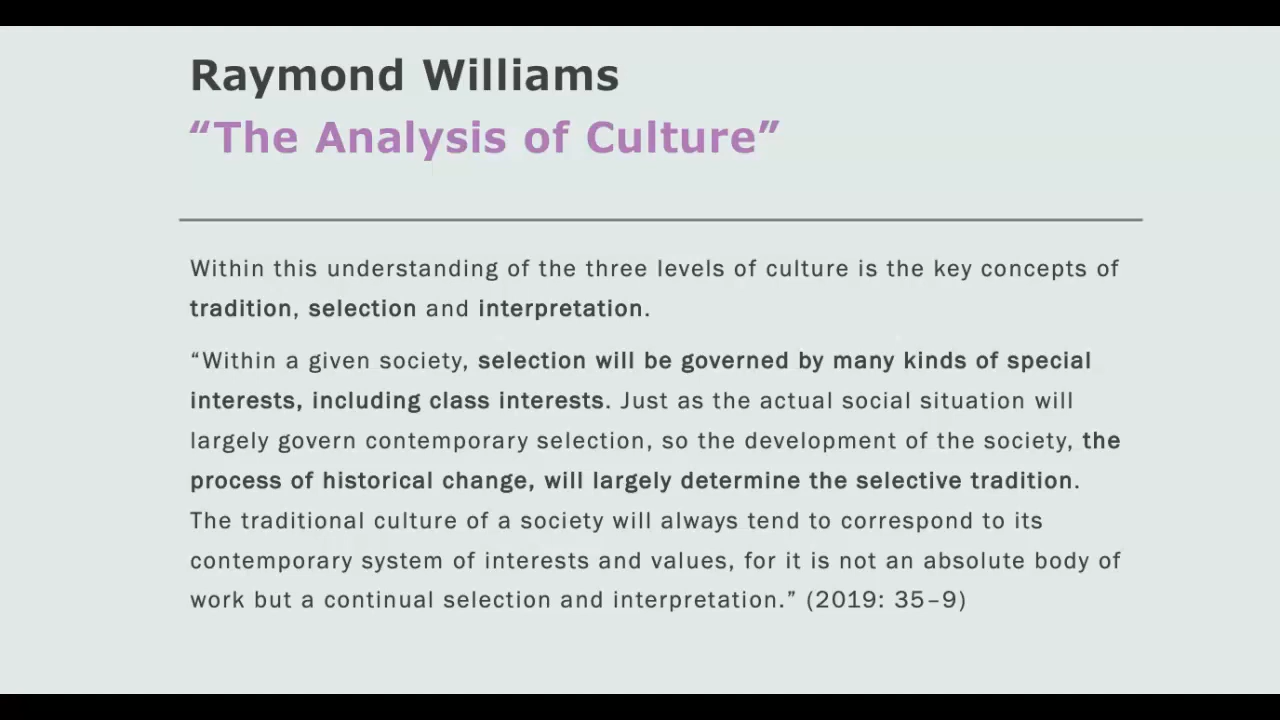 Raymond Williams
“The Analysis of Culture”
Within this understanding of the three levels of culture is the key concepts of
tradition, selection and interpretation.
“Within a given society, selection will be governed by many kinds of special
interests, including class interests. Just as the actual social situation will
largely govern contemporary selection, so the development of the society, the
process of historical change, will largely determine the selective tradition.
The traditional culture of a society will always tend to correspond to its
contemporary system of interests and values, for it is not an absolute body of
work but a continual selection and interpretation.” (2019: 35–9)